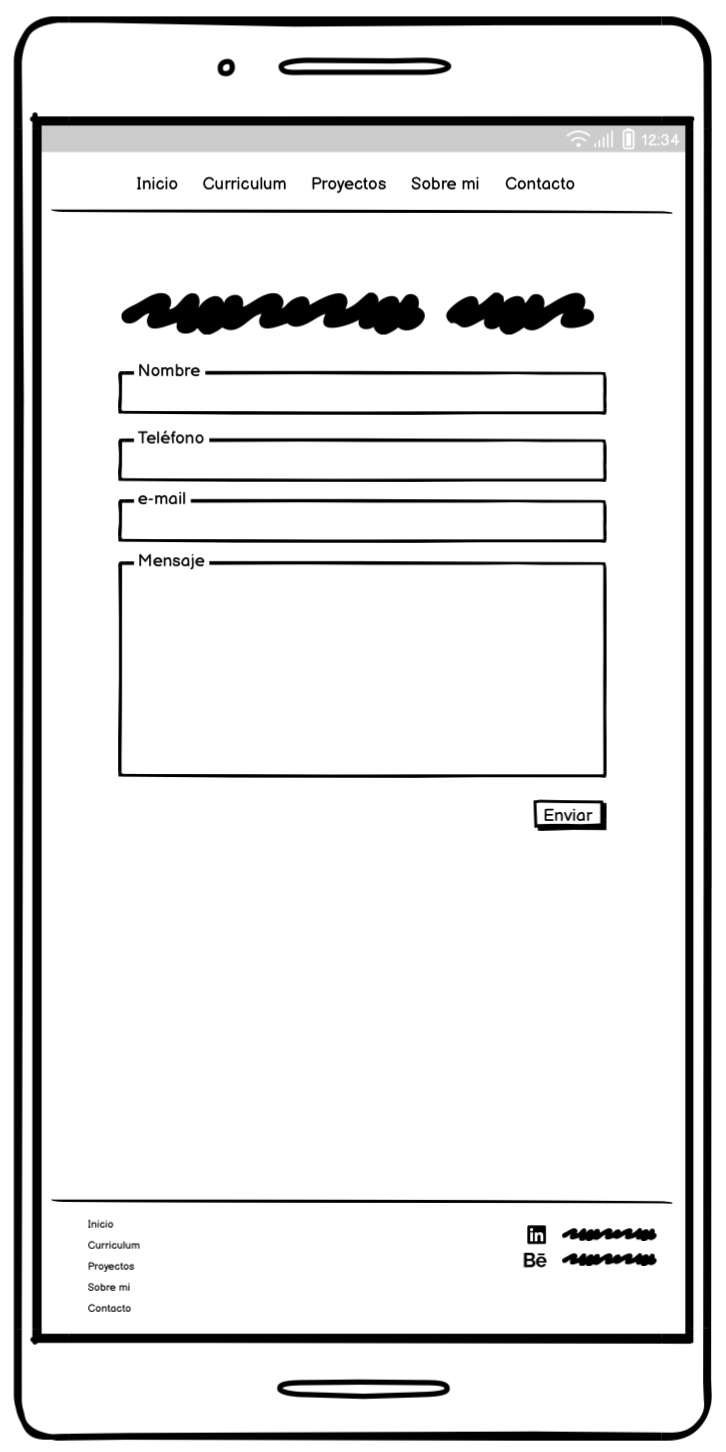 12:34
Inicio Curriculum Proyectos Sobre mi Contacto
Nombre
Teléfono
e-mail
Mensaje
Enviar
Inicio
Curriculum
Proyectos
Sobre mi
Contacto
in
Bē